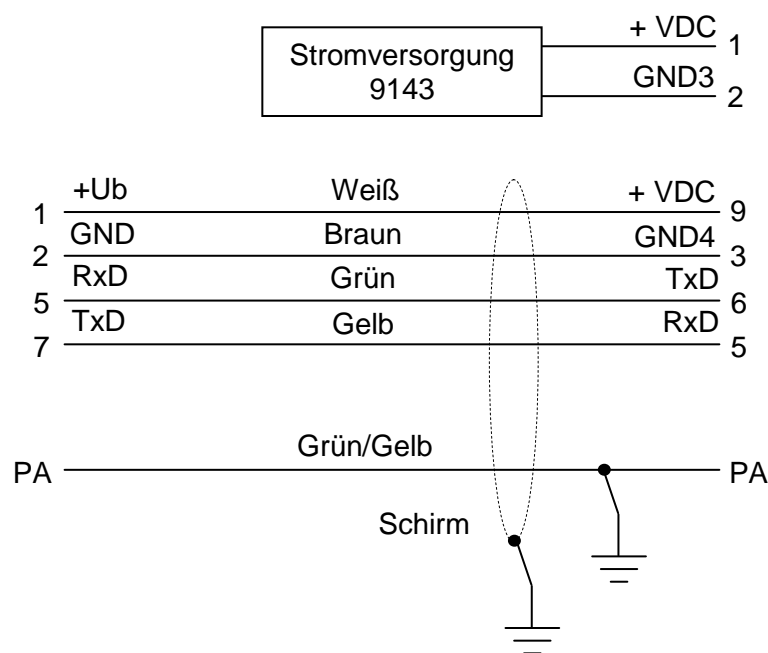 Stromversorgung + VDC 1
9143 GND3 2
+Ub Weiß + VDC
1 9
GND Braun GND4
2 3
RxD Grün TxD
5 6
TxD Gelb RxD
7 5
Grün/Gelb
PA PA
Schirm